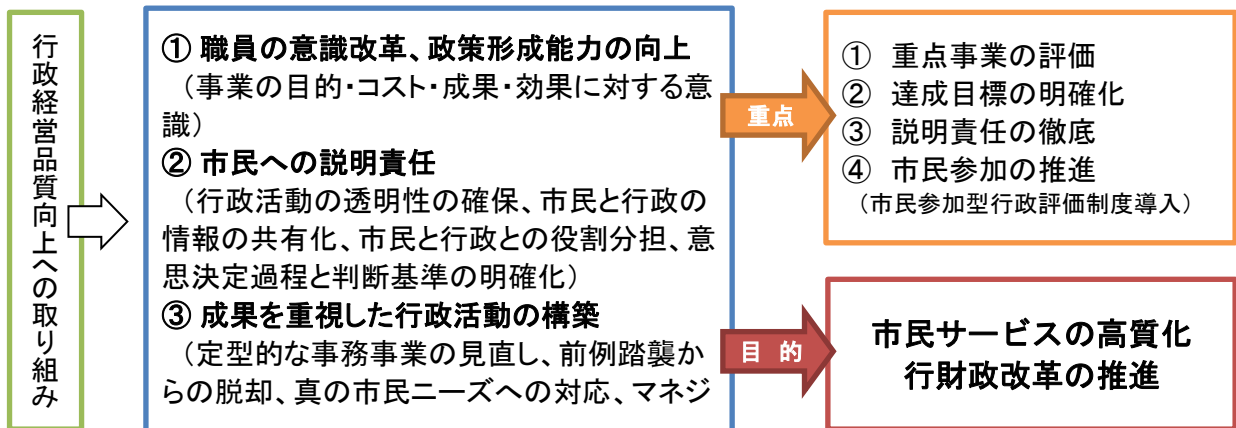 行政経営品質向上への取り組み
① 職員の意識改革、政策形成能力の向上
（事業の目的・コスト・成果・効果に対する意
識）
② 市民への説明責任
（行政活動の透明性の確保、市民と行政の
情報の共有化、市民と行政との役割分担、意
思決定過程と判断基準の明確化）
③ 成果を重視した行政活動の構築
（定型的な事務事業の見直し、前例踏襲か
らの脱却、真の市民ニーズへの対応、マネジ
重点
① 重点事業の評価
② 達成目標の明確化
③ 説明責任の徹底
④ 市民参加の推進
（市民参加型行政評価制度導入）
目 的
市民サービスの高質化
行財政改革の推進